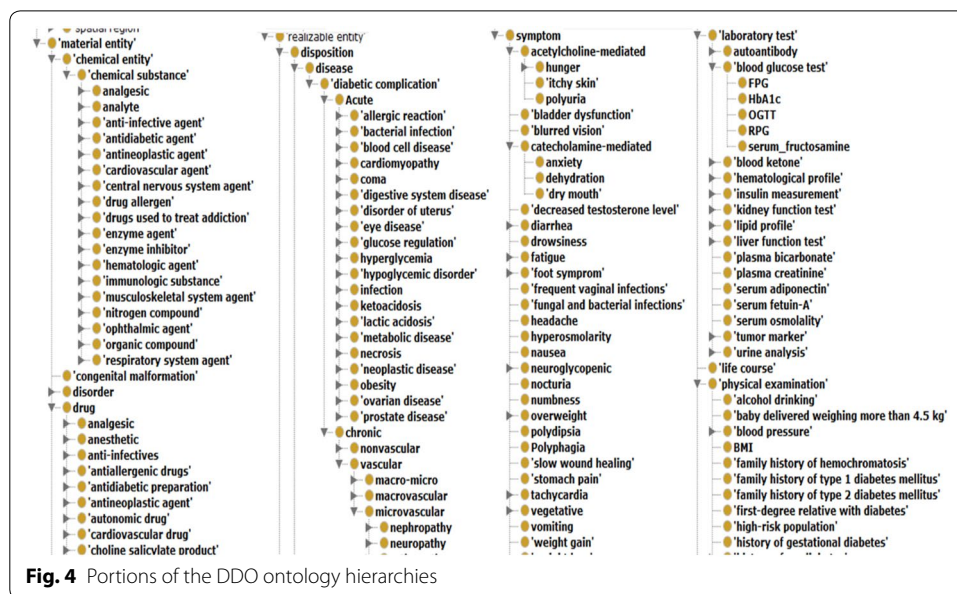 spatial region'
'material entity'
'chemical entity'
'chemical substance'
analgesic
analyte
'anti-infective agent'
'antidiabetic agent'
'antineoplastic agent'
'cardiovascular agent'
'central nervous system agent'
'drug allergen'
'drugs used to treat addiction'
'enzyme agent'
'enzyme inhibitor'
'hematologic agent'
'immunologic substance'
'musculoskeletal system agent'
'nitrogen compound'
'ophthalmic agent'
'organic compound'
'respiratory system agent'
'congenital malformation'
disorder
drug
analgesic
anesthetic
anti-infectives
'antiallergenic drugs'
'antidiabetic preparation'
'antineoplastic agent'
'autonomic drug'
'cardiovascular drug'
'choline salicylate product'
'realizable entity'
disposition
disease
'diabetic complication'
Acute
'allergic reaction'
'bacterial infection'
'blood cell disease'
cardiomyopathy
coma
'digestive system disease'
'disorder of uterus'
'eye disease'
'glucose regulation'
hyperglycemia
'hypoglycemic disorder'
infection
ketoacidosis
'lactic acidosis'
'metabolic disease'
necrosis
'neoplastic disease'
obesity
'ovarian disease'
'prostate disease'
chronic
nonvascular
vascular
macro-micro
macrovascular
microvascular
nephropathy
neuropathy
symptom
acetylcholine-mediated
hunger
'itchy skin'
polyuria
'bladder dysfunction'
'blurred vision'
catecholamine-mediated
anxiety
dehydration
'dry mouth'
'decreased testosterone level'
diarrhea
drowsiness
fatigue
'foot symprom'
'frequent vaginal infections'
'fungal and bacterial infections'
headache
hyperosmolarity
nausea
neuroglycopenic
nocturia
numbness
overweight
polydipsia
Polyphagia
'slow wound healing'
'stomach pain'
tachycardia
vegetative
vomiting
'weight gain'
'laboratory test'
autoantibody
'blood glucose test'
FPG
HbA1c
OGTT
RPG
serum_fructosamine
'blood ketone'
'hematological profile'
'insulin measurement'
'kidney function test'
'lipid profile'
'liver function test'
'plasma bicarbonate'
'plasma creatinine'
'serum adiponectin'
'serum fetuin-A'
'serum osmolality'
'tumor marker'
'urine analysis'
'life course'
'physical examination'
'alcohol drinking'
'baby delivered weighing more than 4.5 kg'
'blood pressure'
BMI
'family history of hemochromatosis'
'family history of type 1 diabetes mellitus'
'family history of type 2 diabetes mellitus'
'first-degree relative with diabetes'
'high-risk population'
'history of gestational diabetes'
Fig. 4 Portions of the DDO ontology hierarchies